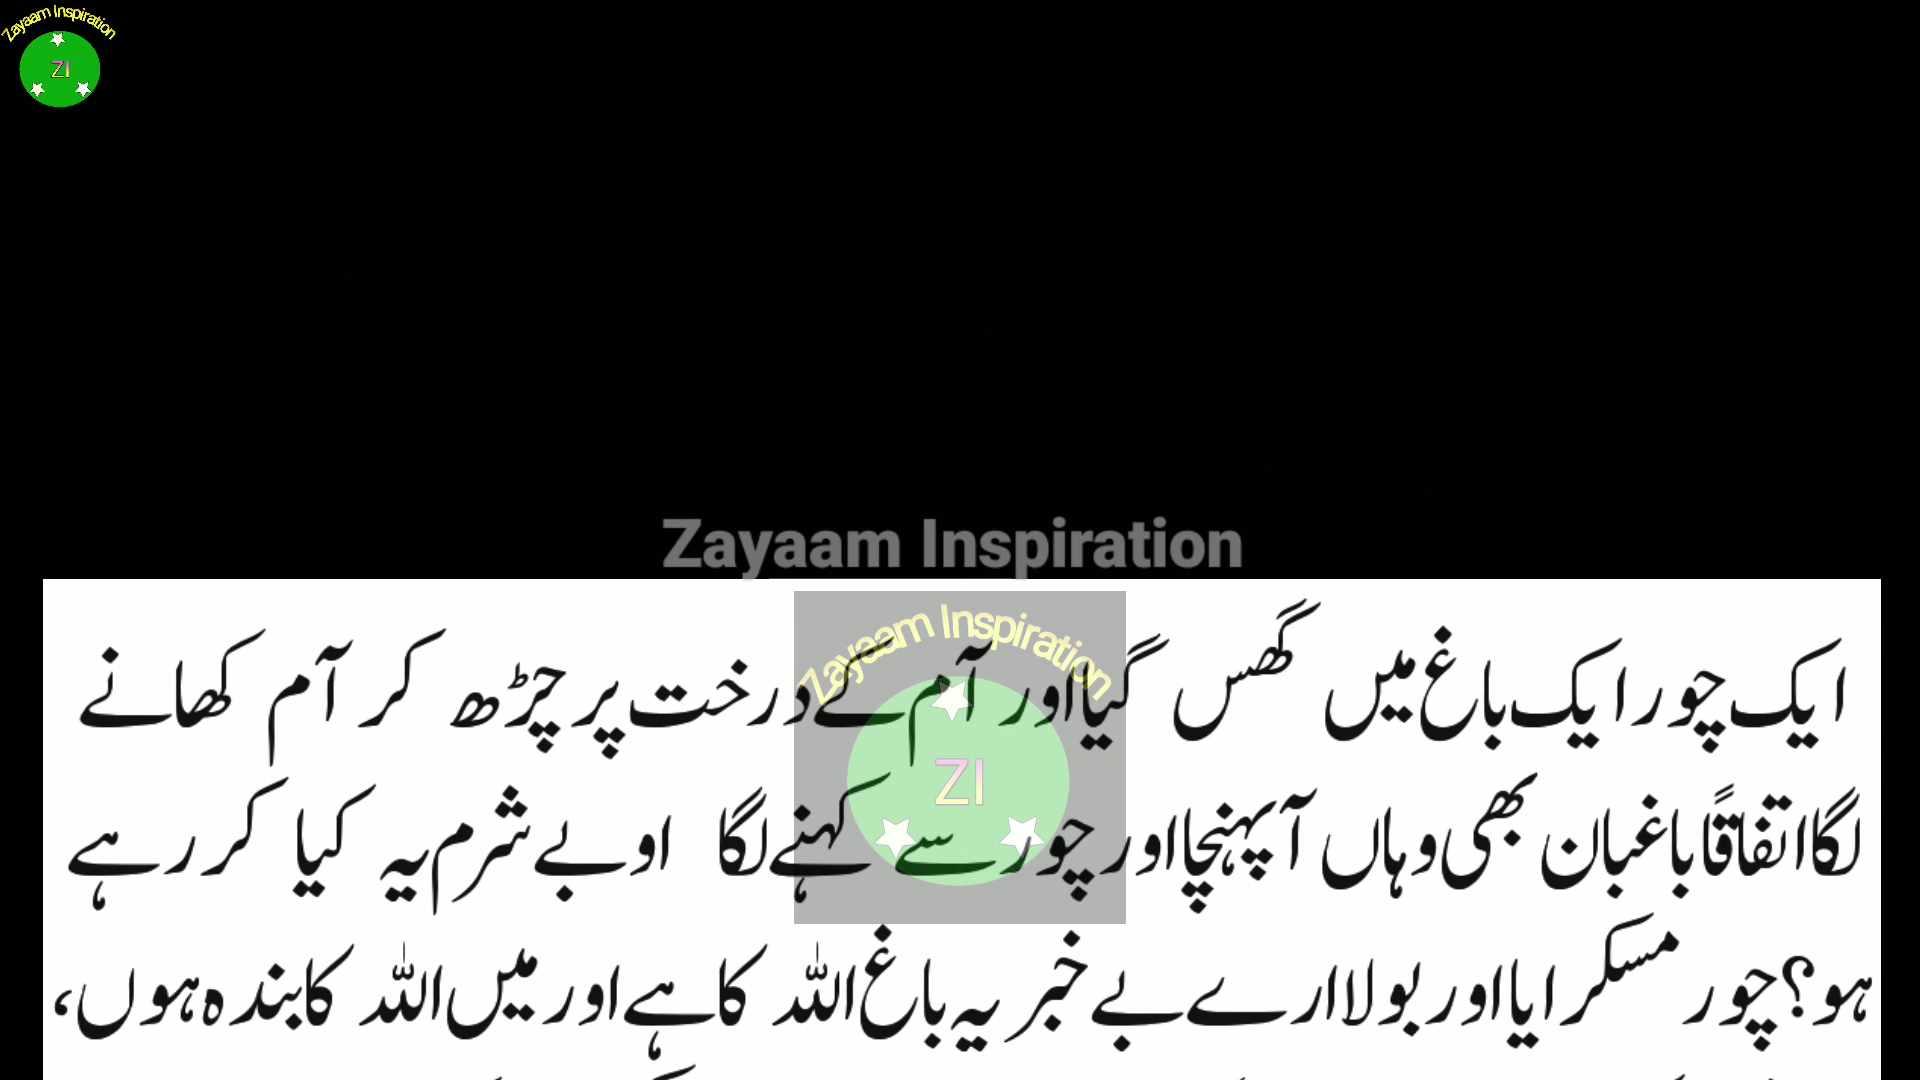 Zayaam Inspiration
ZI
Zayaam Inspiration
ایک چور ایک باغ میں گھس گیا اور آم کے درخت پر چڑھ کر آم کھانے
Zayaam Inspiration
ZI
لگا اتفاقاً باغبان بھی وہاں آ پہنچا اور چور سے کہنے لگا او بے شرم یہ کیا کر رہے
ہو؟ چور مسکرایا اور بولا ارے بے خبر یہ باغ اللہ کا ہے اور میں اللہ کا بندہ ہوں،